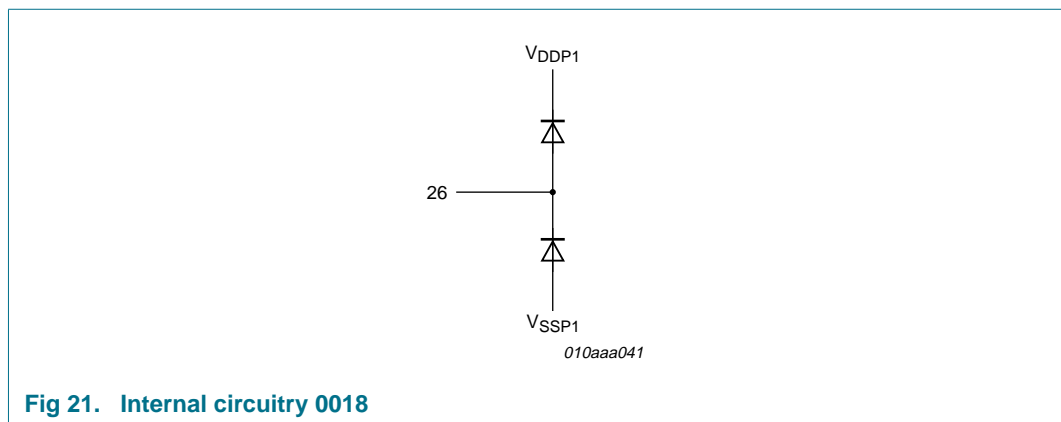 VDDP1
26
VSSP1
010aaa041
Fig 21. Internal circuitry 0018